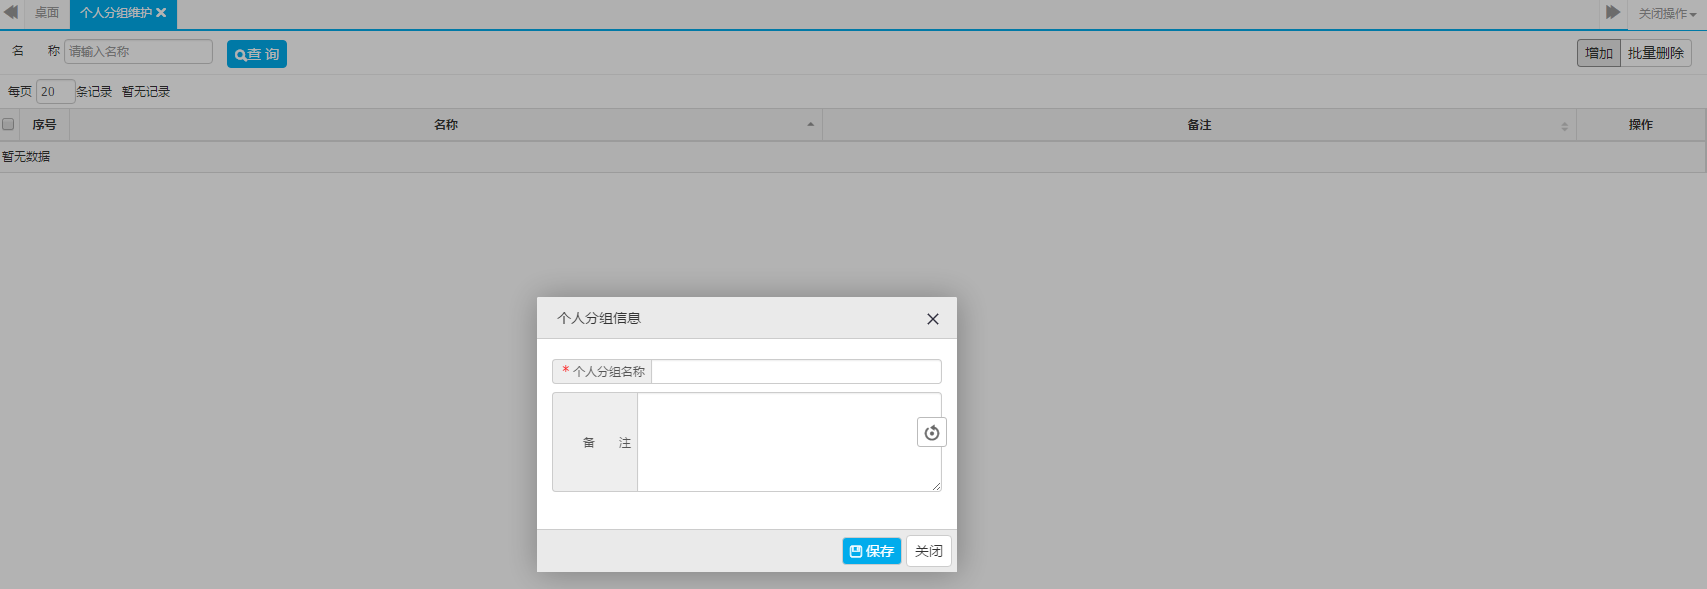 桌面 个人分组维护 关闭操作
名 称 请输入名称 查 询 增加 批量删除
每页 20 条记录 暂无记录
序号 名称 备注 操作
暂无数据
个人分组信息
* 个人分组名称
备 注
保存 关闭